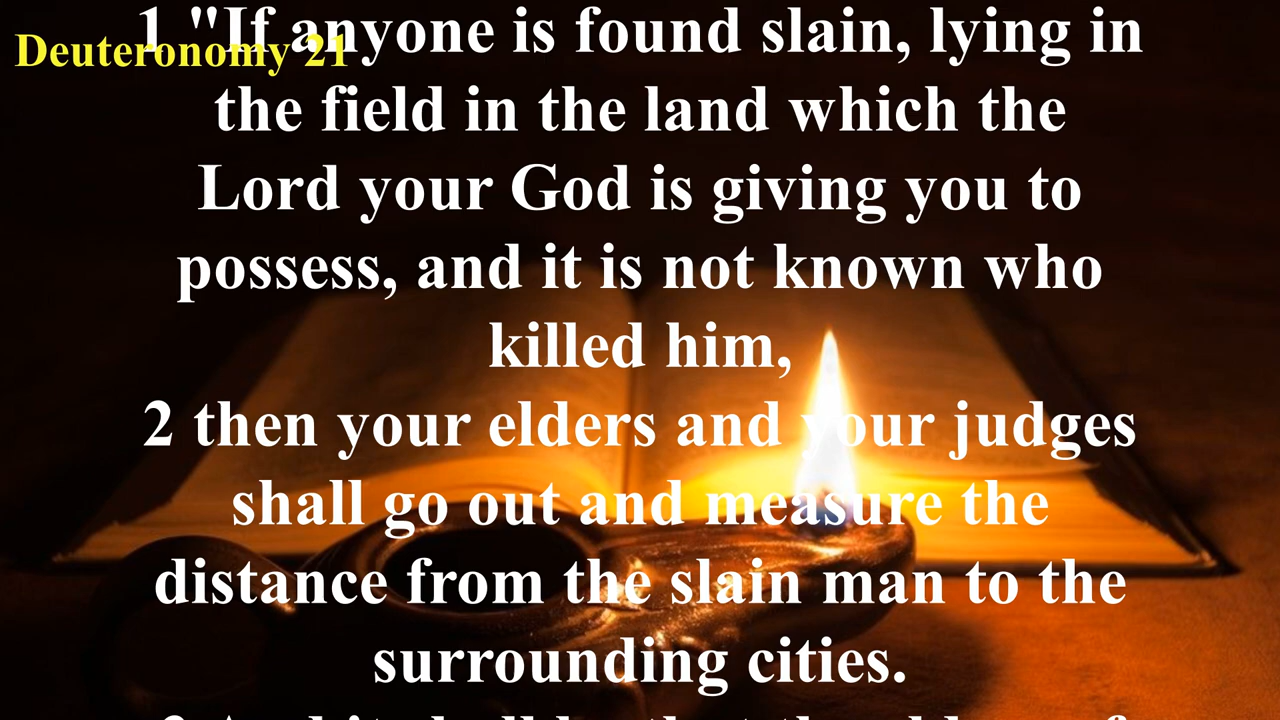 Deuteronomy 21
1 "If anyone is found slain, lying in
the field in the land which the
Lord your God is giving you to
possess, and it is not known who
killed him,
2 then your elders and your judges
shall go out and measure the
distance from the slain man to the
surrounding cities.